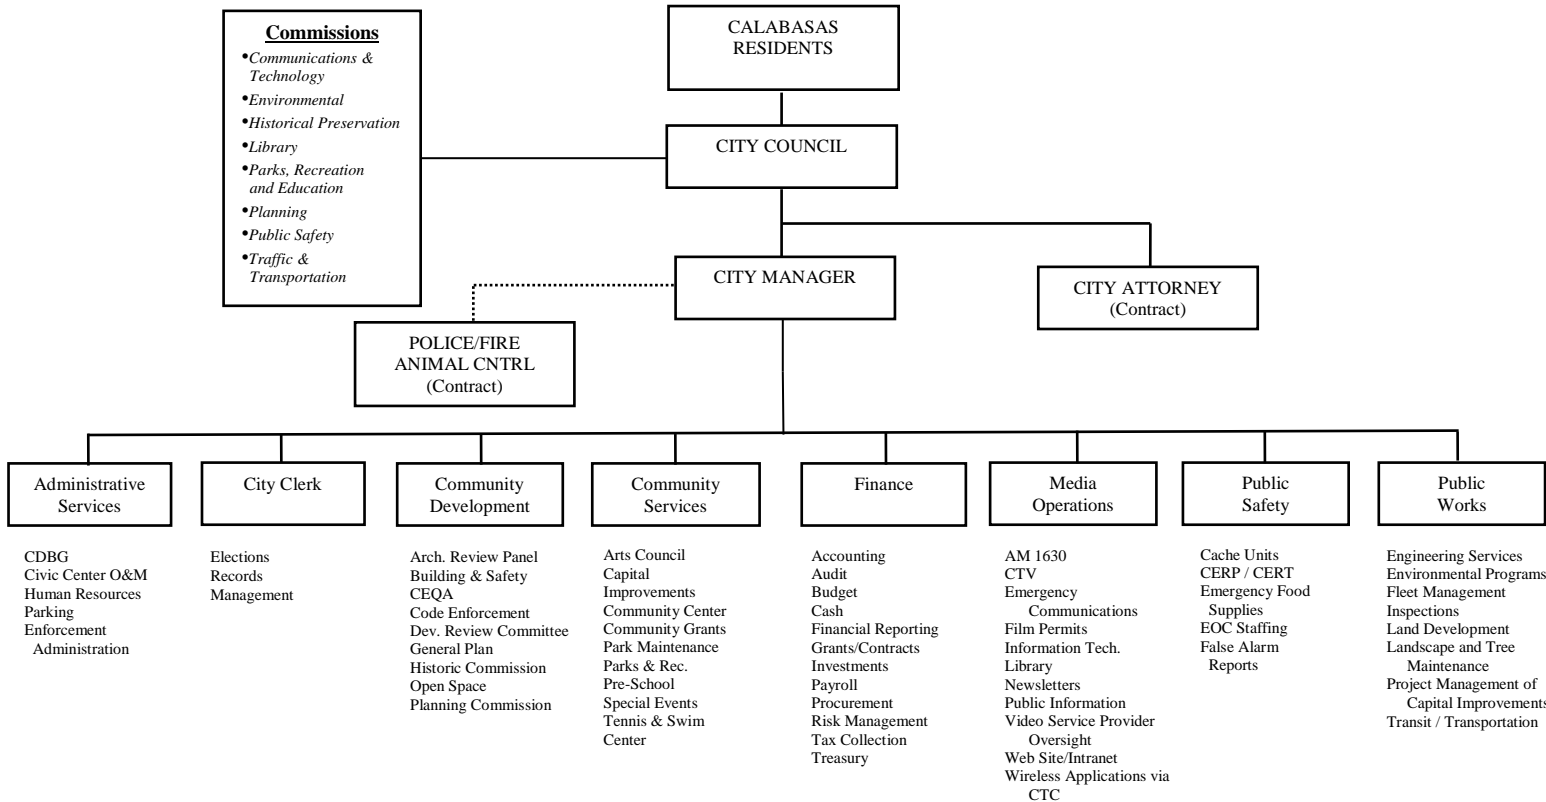 Commissions
•Communications &
Technology
•Environmental
•Historical Preservation
•Library
•Parks, Recreation
and Education
•Planning
•Public Safety
•Traffic &
Transportation
CALABASAS
RESIDENTS
CITY COUNCIL
CITY MANAGER
CITY ATTORNEY
(Contract)
POLICE/FIRE
ANIMAL CNTRL
(Contract)
Administrative
Services
CDBG
Civic Center O&M
Human Resources
Parking
Enforcement
Administration
City Clerk
Elections
Records
Management
Community
Development
Arch. Review Panel
Building & Safety
CEQA
Code Enforcement
Dev. Review Committee
General Plan
Historic Commission
Open Space
Planning Commission
Community
Services
Arts Council
Capital
Improvements
Community Center
Community Grants
Park Maintenance
Parks & Rec.
Pre-School
Special Events
Tennis & Swim
Center
Finance
Accounting
Audit
Budget
Cash
Financial Reporting
Grants/Contracts
Investments
Payroll
Procurement
Risk Management
Tax Collection
Treasury
Media
Operations
AM 1630
CTV
Emergency
Communications
Film Permits
Information Tech.
Library
Newsletters
Public Information
Video Service Provider
Oversight
Web Site/Intranet
Wireless Applications via
CTC
Public
Safety
Cache Units
CERP / CERT
Emergency Food
Supplies
EOC Staffing
False Alarm
Reports
Public
Works
Engineering Services
Environmental Programs
Fleet Management
Inspections
Land Development
Landscape and Tree
Maintenance
Project Management of
Capital Improvements
Transit / Transportation